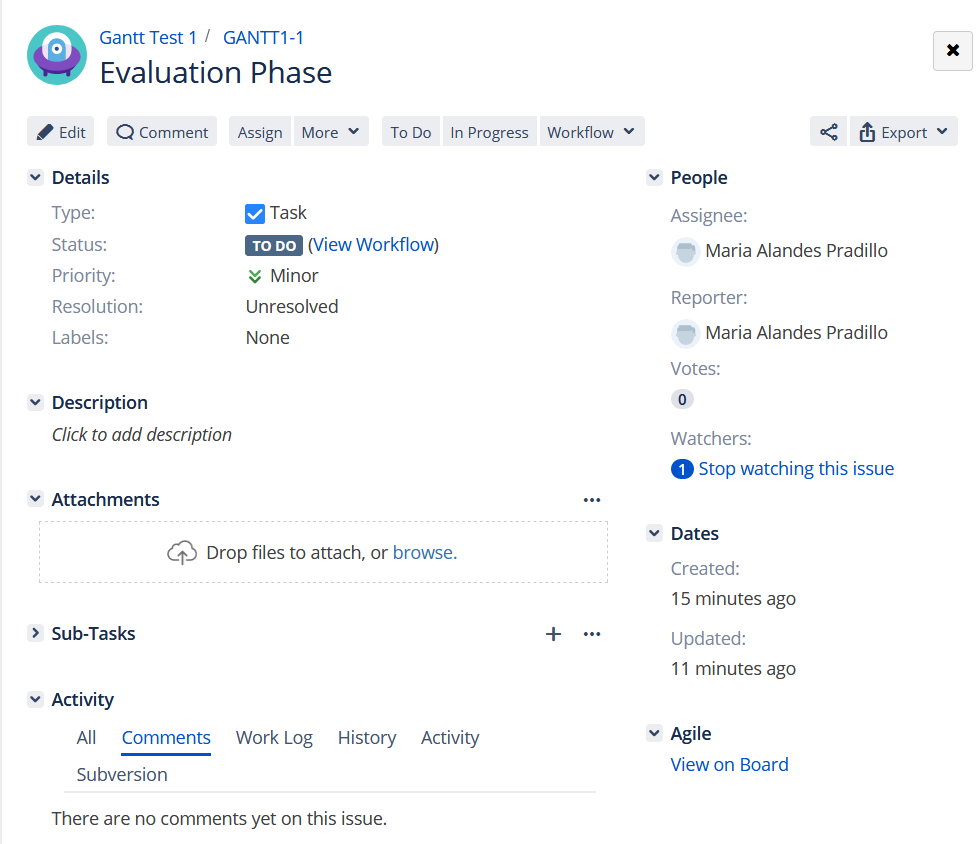 Gantt Test 1 / GANTT1-1
Evaluation Phase
Edit Comment Assign More To Do In Progress Workflow Export
Details
Type: Task
Status: TO DO (View Workflow)
Priority: Minor
Resolution: Unresolved
Labels: None
Description
Click to add description
Attachments
Drop files to attach, or browse.
Sub-Tasks
Activity
All Comments Work Log History Activity
Subversion
There are no comments yet on this issue.
People
Assignee:
Maria Alandes Pradillo
Reporter:
Maria Alandes Pradillo
Votes:
0
Watchers:
1 Stop watching this issue
Dates
Created:
15 minutes ago
Updated:
11 minutes ago
Agile
View on Board